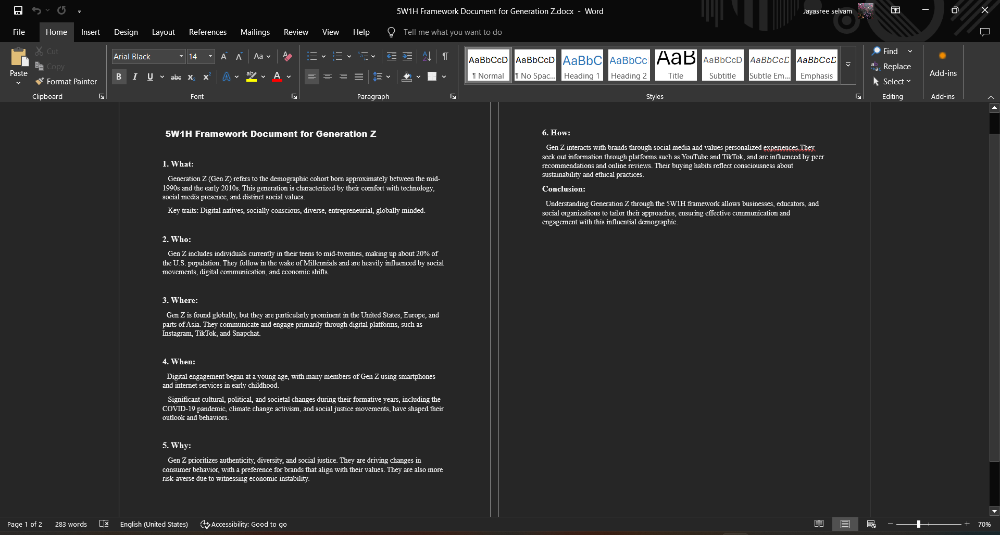 5W1H Framework Document for Generation Z.docx - Word
Jayasree selvam
File Home Insert Design Layout References Mailings Review View Help Tell me what you want to do
Paste
Cut
Copy
Format Painter
Clipboard
Arial Black 14
Aa
B I U abc x₂ x² A ab A
Font
Paragraph
AaBbCcD AaBbCcD AaBbC AaBbCc AaB AaBbCcD AaBbCcD AaBbCcD
¶ Normal ¶ No Spac... Heading 1 Heading 2 Title Subtitle Subtle Em... Emphasis
Styles
Find
Replace
Select
Editing
Add-ins
Add-ins
5W1H Framework Document for Generation Z
1. What:
Generation Z (Gen Z) refers to the demographic cohort born approximately between the mid-
1990s and the early 2010s. This generation is characterized by their comfort with technology,
social media presence, and distinct social values.
Key traits: Digital natives, socially conscious, diverse, entrepreneurial, globally minded.
2. Who:
Gen Z includes individuals currently in their teens to mid-twenties, making up about 20% of
the U.S. population. They follow in the wake of Millennials and are heavily influenced by social
movements, digital communication, and economic shifts.
3. Where:
Gen Z is found globally, but they are particularly prominent in the United States, Europe, and
parts of Asia. They communicate and engage primarily through digital platforms, such as
Instagram, TikTok, and Snapchat.
4. When:
Digital engagement began at a young age, with many members of Gen Z using smartphones
and internet services in early childhood.
Significant cultural, political, and societal changes during their formative years, including the
COVID-19 pandemic, climate change activism, and social justice movements, have shaped their
outlook and behaviors.
5. Why:
Gen Z prioritizes authenticity, diversity, and social justice. They are driving changes in
consumer behavior, with a preference for brands that align with their values. They are also more
risk-averse due to witnessing economic instability.
6. How:
Gen Z interacts with brands through social media and values personalized experiences.They
seek out information through platforms such as YouTube and TikTok, and are influenced by peer
recommendations and online reviews. Their buying habits reflect consciousness about
sustainability and ethical practices.
Conclusion:
Understanding Generation Z through the 5W1H framework allows businesses, educators, and
social organizations to tailor their approaches, ensuring effective communication and
engagement with this influential demographic.
Page 1 of 2 283 words English (United States) Accessibility: Good to go 70%